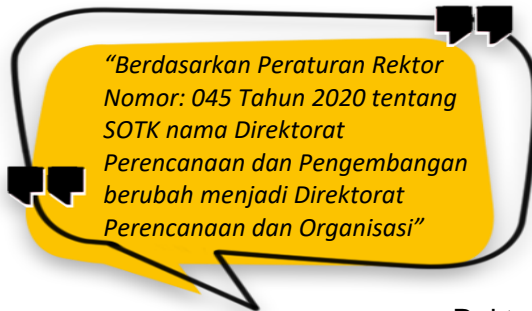 “Berdasarkan Peraturan Rektor
Nomor: 045 Tahun 2020 tentang
SOTK nama Direktorat
Perencanaan dan Pengembangan
berubah menjadi Direktorat
Perencanaan dan Organisasi”